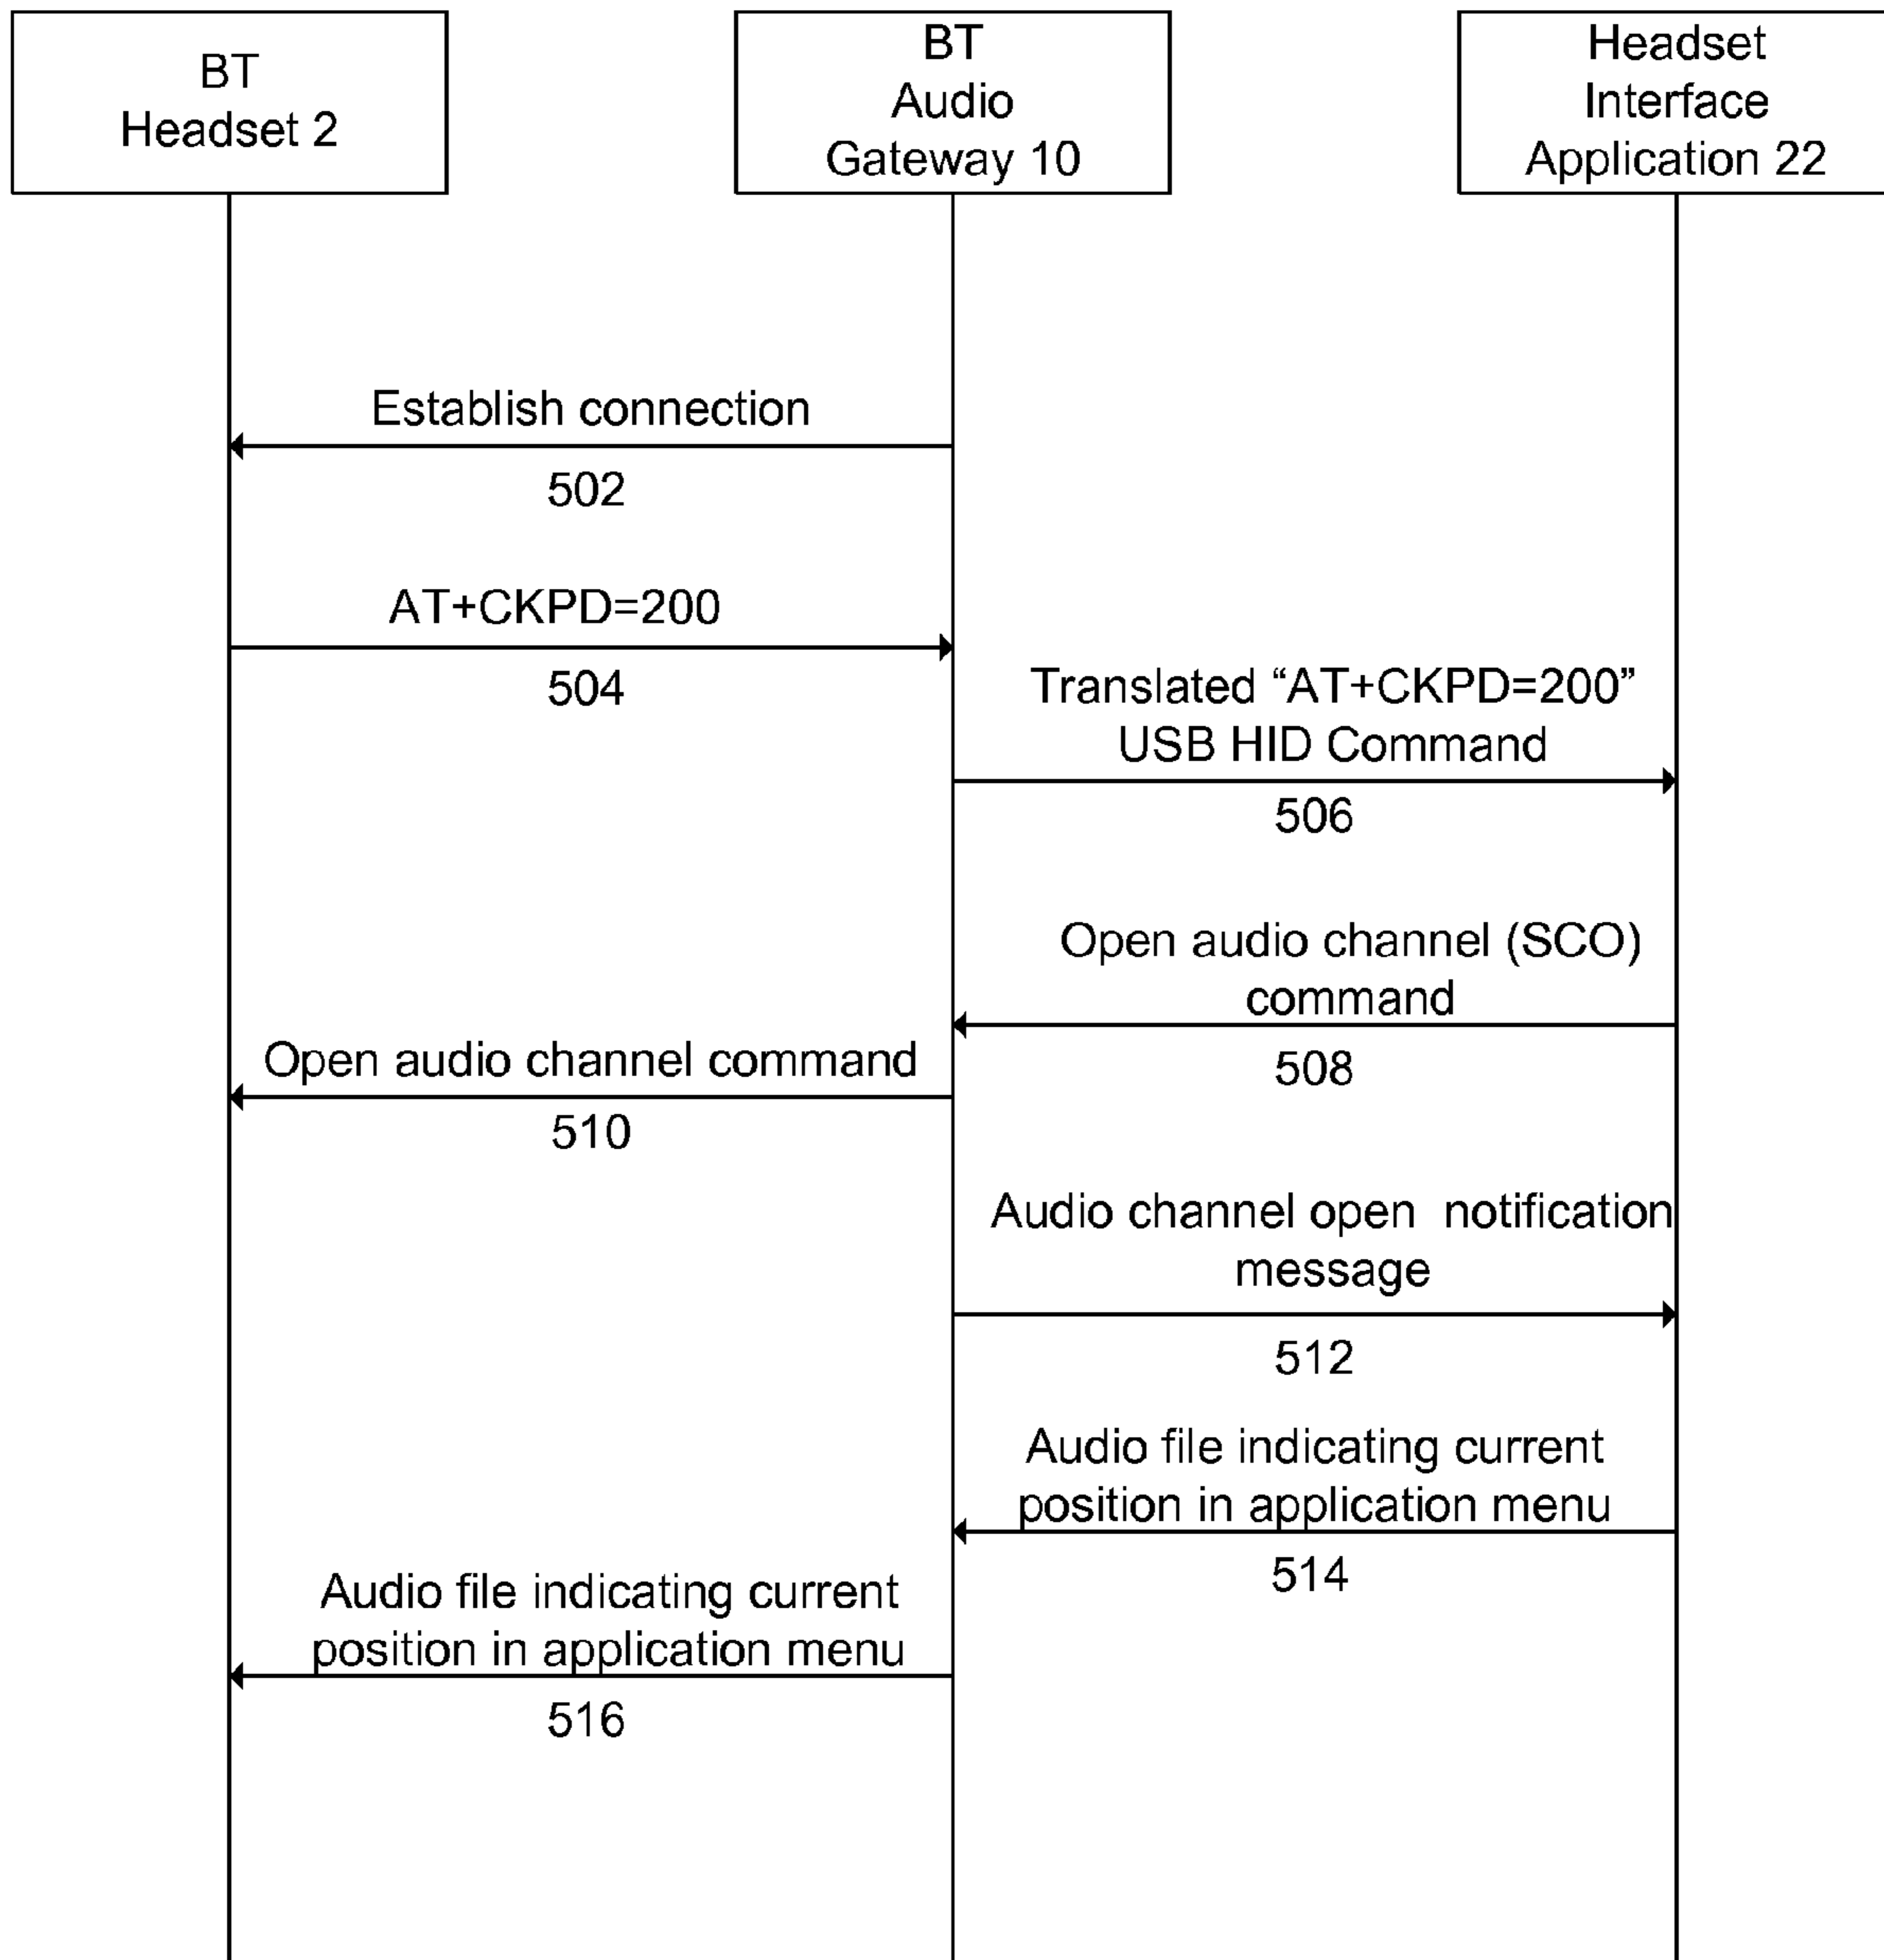 BT
Headset 2
BT
Audio
Gateway 10
Headset
Interface
Application 22
Establish connection
502
AT+CKPD=200
504
Translated “AT+CKPD=200”
USB HID Command
506
Open audio channel (SCO)
command
508
Open audio channel command
510
Audio channel open notification
message
512
Audio file indicating current
position in application menu
514
Audio file indicating current
position in application menu
516